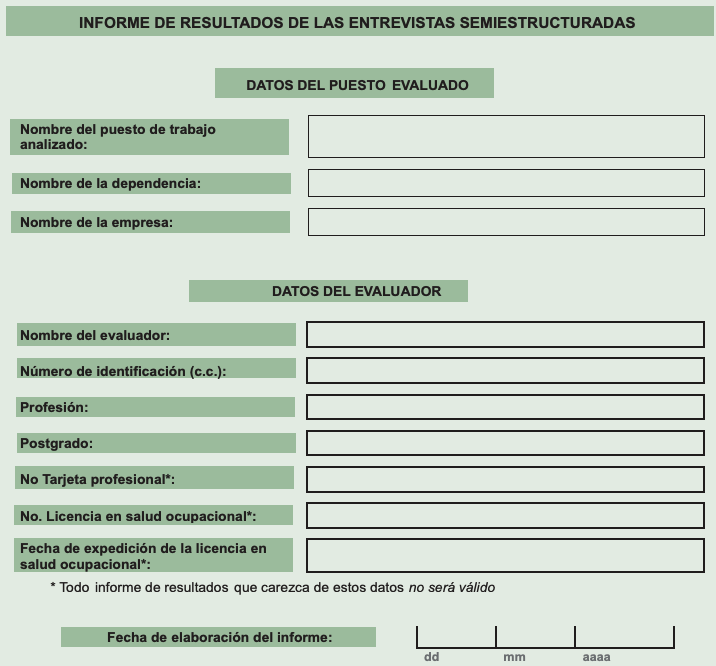 INFORME DE RESULTADOS DE LAS ENTREVISTAS SEMIESTRUCTURADAS
DATOS DEL PUESTO EVALUADO
Nombre del puesto de trabajo
analizado:
Nombre de la dependencia:
Nombre de la empresa:
DATOS DEL EVALUADOR
Nombre del evaluador:
Número de identificación (c.c.):
Profesión:
Postgrado:
No Tarjeta profesional*:
No. Licencia en salud ocupacional*:
Fecha de expedición de la licencia en
salud ocupacional*:
* Todo informe de resultados que carezca de estos datos no será válido
Fecha de elaboración del informe:
dd mm aaaa